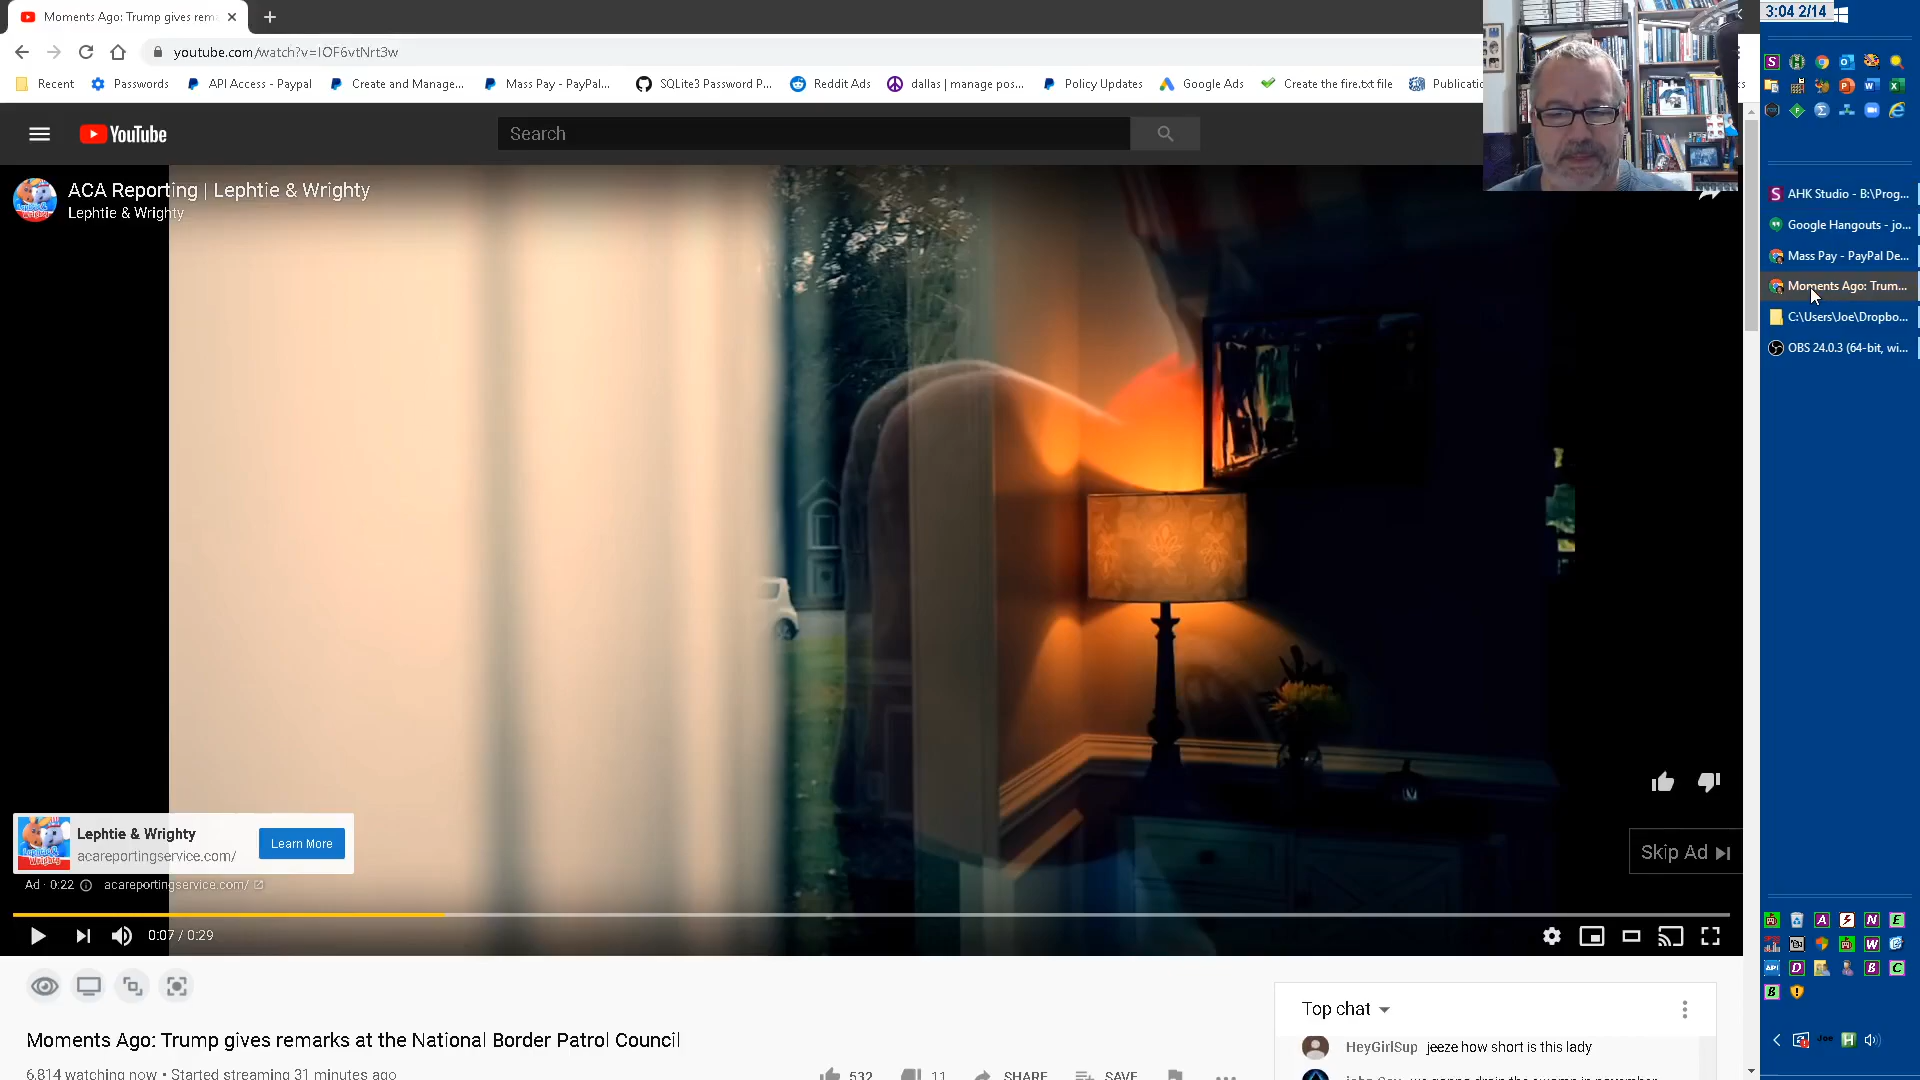 Moments Ago: Trump gives rem
3:04 2/14
youtube.com/watch?v=IOF6vtNrt3w
Recent
Passwords
API Access - Paypal
Create and Manage...
Mass Pay - PayPal...
SQLite3 Password P...
Reddit Ads
dallas | manage pos...
Policy Updates
Google Ads
Create the fire.txt file
Publicatio
YouTube
Search
ACA Reporting | Lephtie & Wrighty
Lephtie & Wrighty
AHK Studio - B:\Prog...
Google Hangouts - jo...
Mass Pay - PayPal De...
Moments Ago: Trum...
C:\Users\Joe\Dropbo...
OBS 24.0.3 (64-bit, wi...
Lephtie & Wrighty
acareportingservice.com/
Learn More
Skip Ad
Ad · 0:22
acareportingservice.com/
0:07 / 0:29
Top chat
Moments Ago: Trump gives remarks at the National Border Patrol Council
HeyGirlSup jeeze how short is this lady
6,814 watching now • Started streaming 31 minutes ago
532
11
SHARE
SAVE
Joe